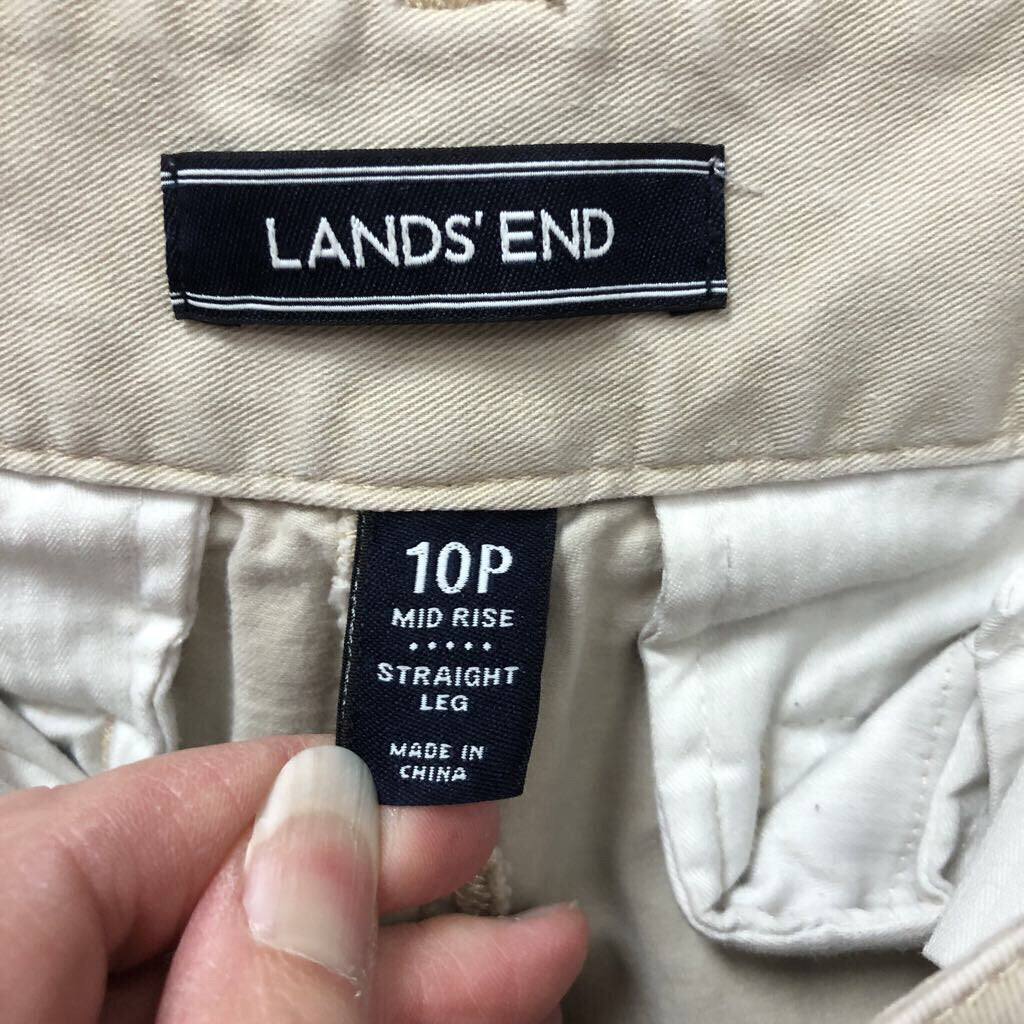 LANDS' END
10P
MID RISE
•••••
STRAIGHT
LEG
MADE IN
CHINA